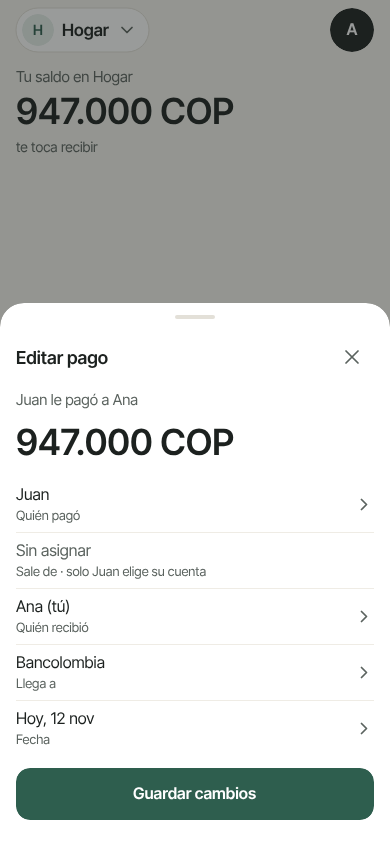 H Hogar
A
Tu saldo en Hogar
947.000 COP
te toca recibir
Editar pago
Juan le pagó a Ana
947.000 COP
Juan
Quién pagó
Sin asignar
Sale de · solo Juan elige su cuenta
Ana (tú)
Quién recibió
Bancolombia
Llega a
Hoy, 12 nov
Fecha
Guardar cambios